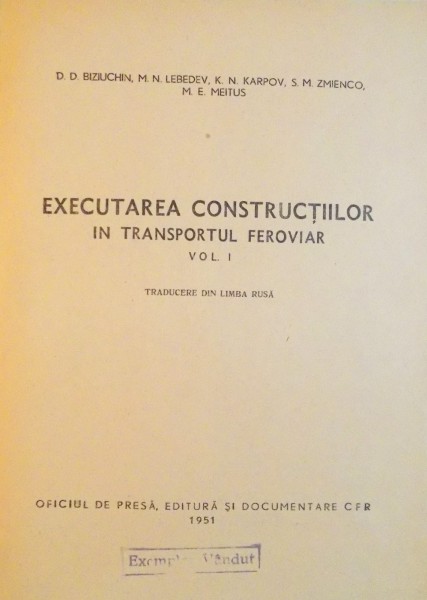 D. D. BIZIUCHIN, M. N. LEBEDEV, K. N. KARPOV, S. M. ZMIENCO,
M. E. MEITUS
EXECUTAREA CONSTRUCȚIILOR
IN TRANSPORTUL FEROVIAR
VOL. I
TRADUCERE DIN LIMBA RUSĂ
OFICIUL DE PRESĂ, EDITURĂ ȘI DOCUMENTARE CFR
1951
Vândut